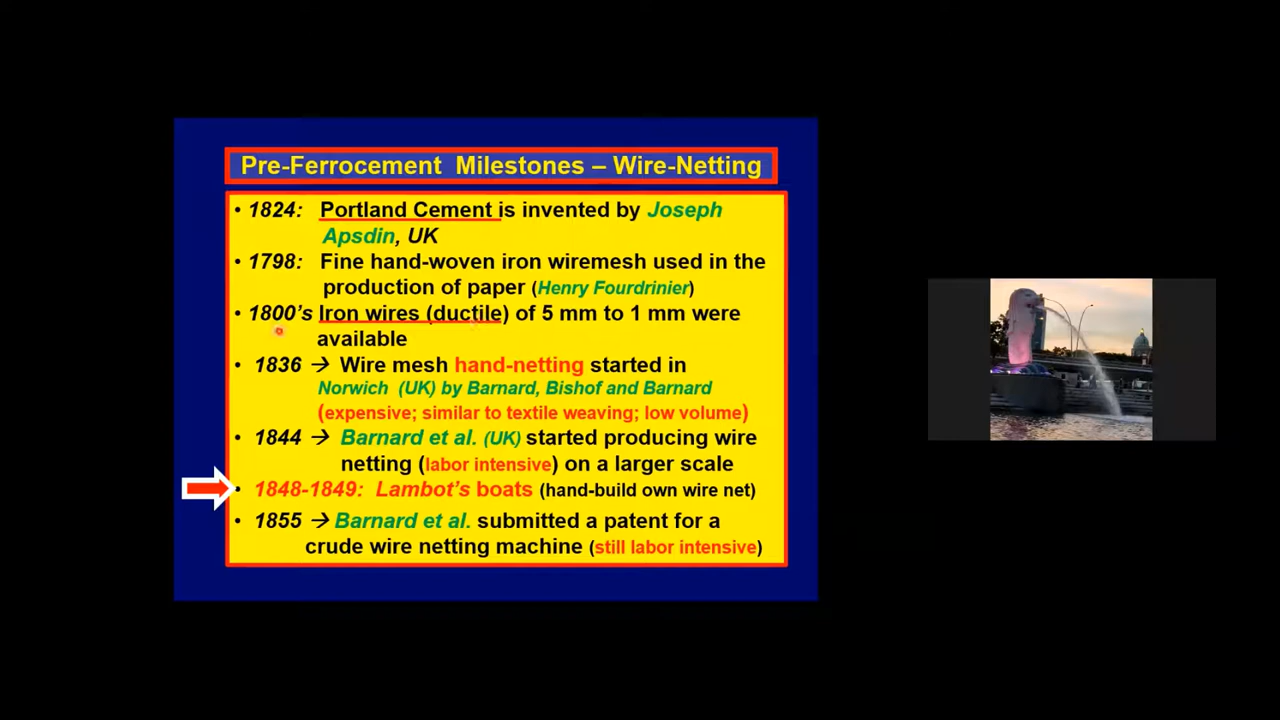 Pre-Ferrocement Milestones – Wire-Netting
• 1824: Portland Cement is invented by Joseph
Apsdin, UK
• 1798: Fine hand-woven iron wiremesh used in the
production of paper (Henry Fourdrinier)
• 1800's Iron wires (ductile) of 5 mm to 1 mm were
available
• 1836 → Wire mesh hand-netting started in
Norwich (UK) by Barnard, Bishof and Barnard
(expensive; similar to textile weaving; low volume)
• 1844 → Barnard et al. (UK) started producing wire
netting (labor intensive) on a larger scale
• 1848-1849: Lambot's boats (hand-build own wire net)
• 1855 → Barnard et al. submitted a patent for a
crude wire netting machine (still labor intensive)